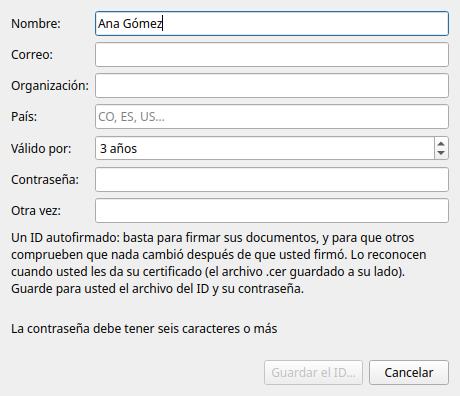 Nombre: Ana Gómez
Correo:
Organización:
País: CO, ES, US...
Válido por: 3 años
Contraseña:
Otra vez:
Un ID autofirmado: basta para firmar sus documentos, y para que otros
comprueben que nada cambió después de que usted firmó. Lo reconocen
cuando usted les da su certificado (el archivo .cer guardado a su lado).
Guarde para usted el archivo del ID y su contraseña.
La contraseña debe tener seis caracteres o más
Guardar el ID... Cancelar